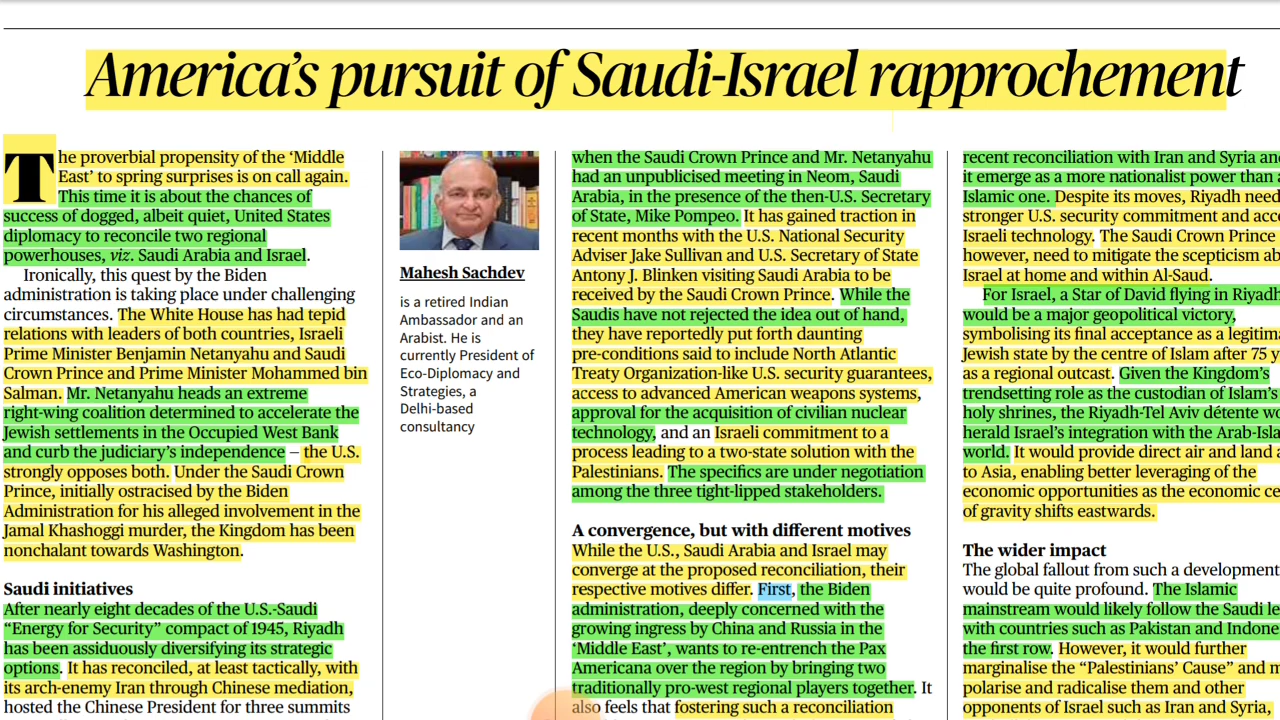 America's pursuit of Saudi-Israel rapprochement
The proverbial propensity of the ‘Middle
East’ to spring surprises is on call again.
This time it is about the chances of
success of dogged, albeit quiet, United States
diplomacy to reconcile two regional
powerhouses, viz. Saudi Arabia and Israel.
Ironically, this quest by the Biden
administration is taking place under challenging
circumstances. The White House has had tepid
relations with leaders of both countries, Israeli
Prime Minister Benjamin Netanyahu and Saudi
Crown Prince and Prime Minister Mohammed bin
Salman. Mr. Netanyahu heads an extreme
right-wing coalition determined to accelerate the
Jewish settlements in the Occupied West Bank
and curb the judiciary’s independence – the U.S.
strongly opposes both. Under the Saudi Crown
Prince, initially ostracised by the Biden
Administration for his alleged involvement in the
Jamal Khashoggi murder, the Kingdom has been
nonchalant towards Washington.
Saudi initiatives
After nearly eight decades of the U.S.-Saudi
“Energy for Security” compact of 1945, Riyadh
has been assiduously diversifying its strategic
options. It has reconciled, at least tactically, with
its arch-enemy Iran through Chinese mediation,
hosted the Chinese President for three summits
Mahesh Sachdev
is a retired Indian
Ambassador and an
Arabist. He is
currently President of
Eco-Diplomacy and
Strategies, a
Delhi-based
consultancy
when the Saudi Crown Prince and Mr. Netanyahu
had an unpublicised meeting in Neom, Saudi
Arabia, in the presence of the then-U.S. Secretary
of State, Mike Pompeo. It has gained traction in
recent months with the U.S. National Security
Adviser Jake Sullivan and U.S. Secretary of State
Antony J. Blinken visiting Saudi Arabia to be
received by the Saudi Crown Prince. While the
Saudis have not rejected the idea out of hand,
they have reportedly put forth daunting
pre-conditions said to include North Atlantic
Treaty Organization-like U.S. security guarantees,
access to advanced American weapons systems,
approval for the acquisition of civilian nuclear
technology, and an Israeli commitment to a
process leading to a two-state solution with the
Palestinians. The specifics are under negotiation
among the three tight-lipped stakeholders.
A convergence, but with different motives
While the U.S., Saudi Arabia and Israel may
converge at the proposed reconciliation, their
respective motives differ. First, the Biden
administration, deeply concerned with the
growing ingress by China and Russia in the
‘Middle East’, wants to re-entrench the Pax
Americana over the region by bringing two
traditionally pro-west regional players together. It
also feels that fostering such a reconciliation
recent reconciliation with Iran and Syria and
it emerge as a more nationalist power than
Islamic one. Despite its moves, Riyadh need
stronger U.S. security commitment and acc
Israeli technology. The Saudi Crown Prince
however, need to mitigate the scepticism ab
Israel at home and within Al-Saud.
For Israel, a Star of David flying in Riyadh
would be a major geopolitical victory,
symbolising its final acceptance as a legitima
Jewish state by the centre of Islam after 75 y
as a regional outcast. Given the Kingdom’s
trendsetting role as the custodian of Islam’s
holy shrines, the Riyadh-Tel Aviv détente wo
herald Israel’s integration with the Arab-Isla
world. It would provide direct air and land a
to Asia, enabling better leveraging of the
economic opportunities as the economic ce
of gravity shifts eastwards.
The wider impact
The global fallout from such a development
would be quite profound. The Islamic
mainstream would likely follow the Saudi le
with countries such as Pakistan and Indone
the first row. However, it would further
marginalise the “Palestinians’ Cause” and m
polarise and radicalise them and other
opponents of Israel such as Iran and Syria,